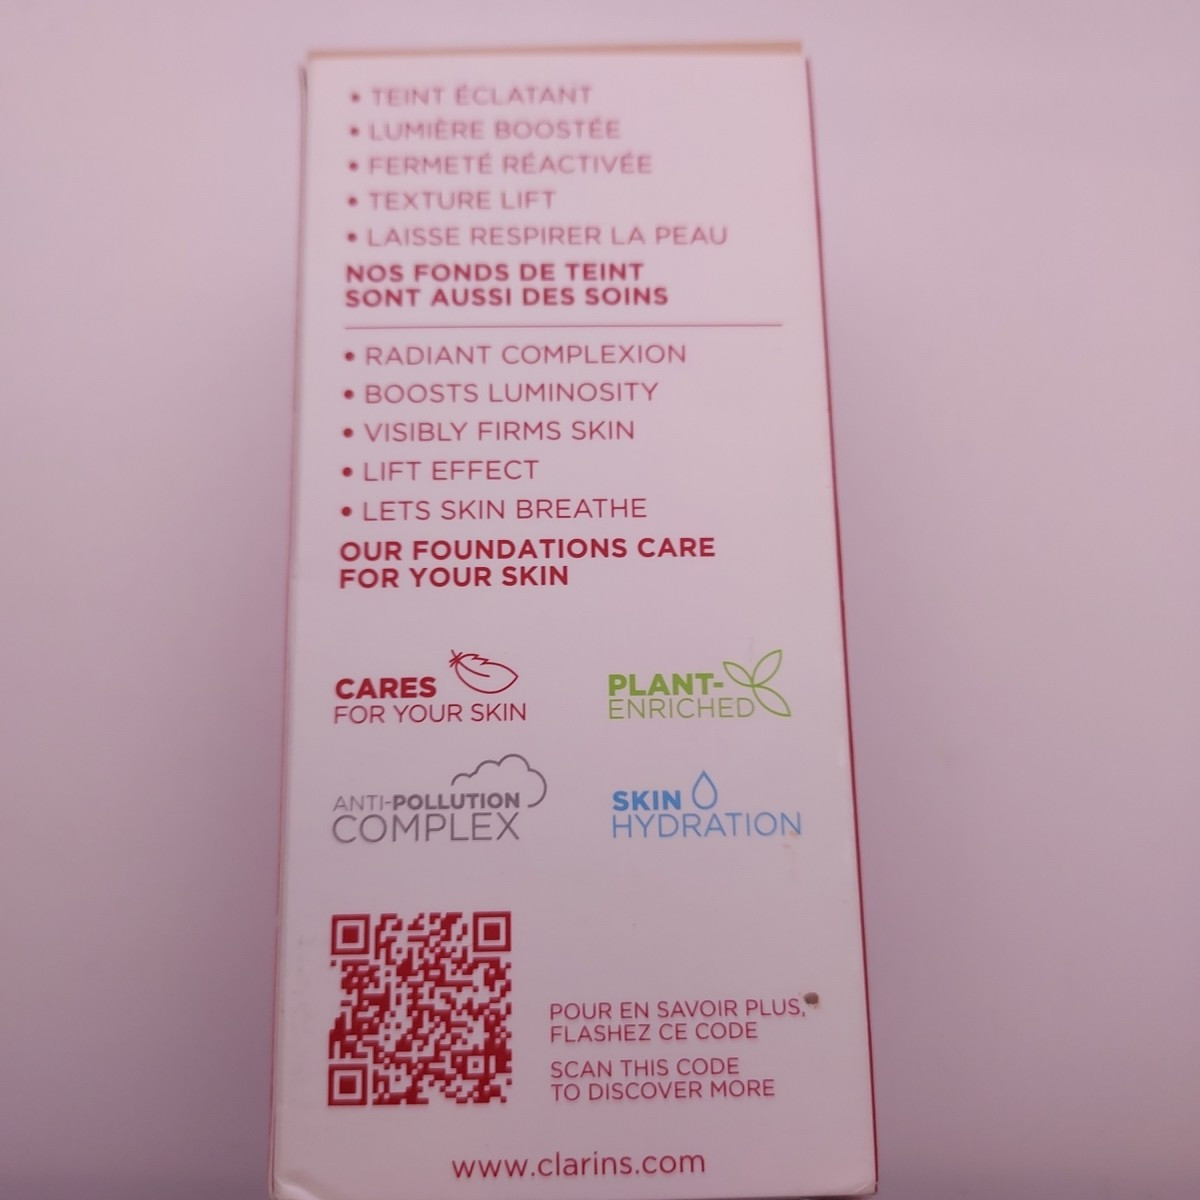 • TEINT ÉCLATANT
• LUMIÈRE BOOSTÉE
• FERMETÉ RÉACTIVÉE
• TEXTURE LIFT
• LAISSE RESPIRER LA PEAU
NOS FONDS DE TEINT
SONT AUSSI DES SOINS
• RADIANT COMPLEXION
• BOOSTS LUMINOSITY
• VISIBLY FIRMS SKIN
• LIFT EFFECT
• LETS SKIN BREATHE
OUR FOUNDATIONS CARE
FOR YOUR SKIN
CARES
FOR YOUR SKIN
PLANT-
ENRICHED
ANTI-POLLUTION
COMPLEX
SKIN
HYDRATION
POUR EN SAVOIR PLUS,
FLASHEZ CE CODE
SCAN THIS CODE
TO DISCOVER MORE
www.clarins.com